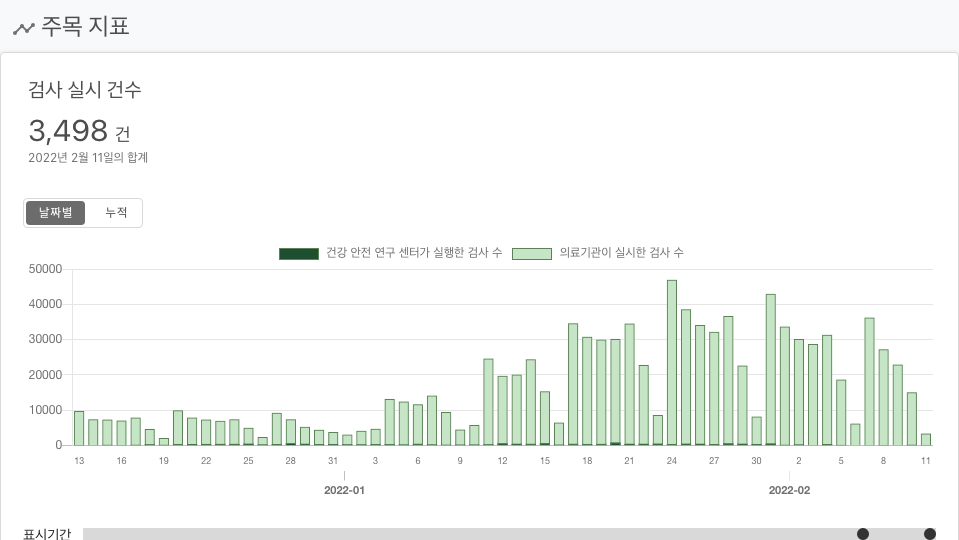 주목 지표
검사 실시 건수
3,498 건
2022년 2월 11일의 합계
날짜별 누적
건강 안전 연구 센터가 실행한 검사 수 의료기관이 실시한 검사 수
50000
40000
30000
20000
10000
0
13 16 19 22 25 28 31 3 6 9 12 15 18 21 24 27 30 2 5 8 11
2022-01 2022-02
표시기간